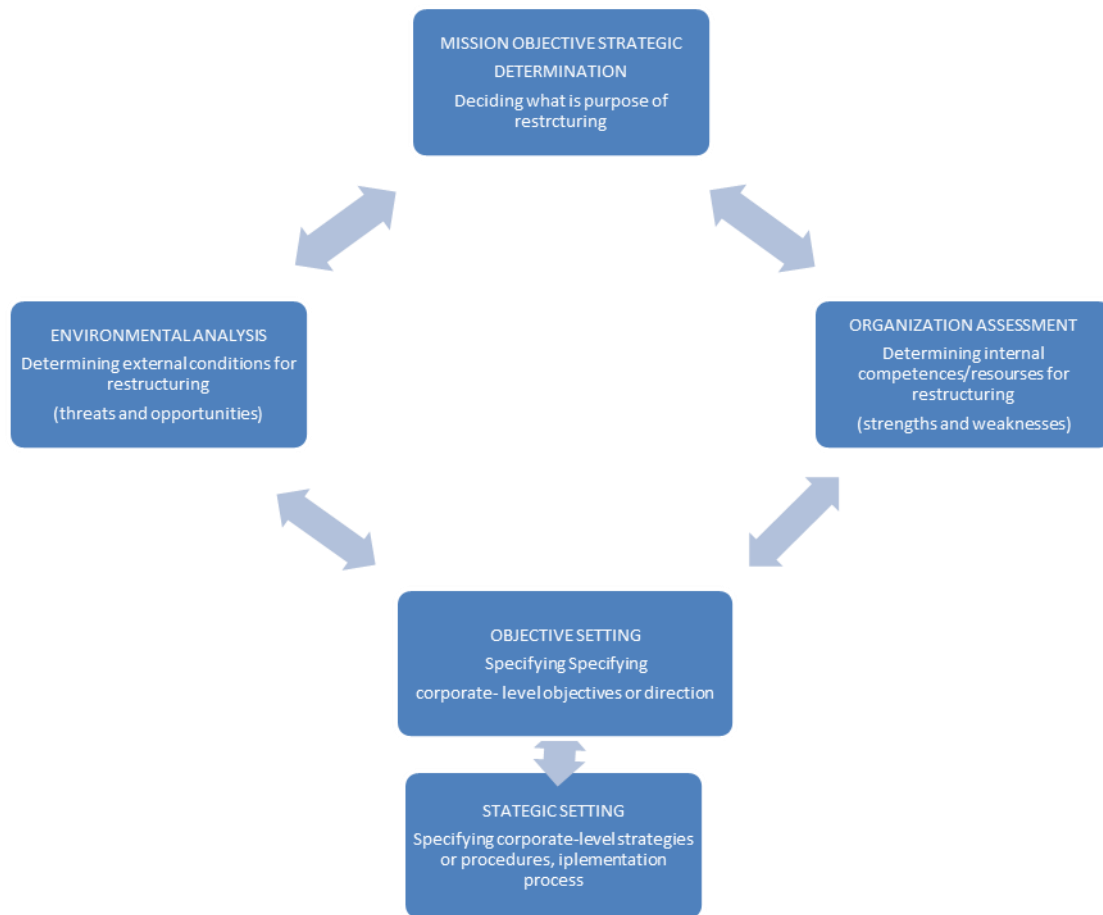 MISSION OBJECTIVE STRATEGIC
DETERMINATION
Deciding what is purpose of
restrcturing
ENVIRONMENTAL ANALYSIS
Determining external conditions for
restructuring
(threats and opportunities)
ORGANIZATION ASSESSMENT
Determining internal
competences/resourses for
restructuring
(strengths and weaknesses)
OBJECTIVE SETTING
Specifying Specifying
corporate- level objectives or direction
STATEGIC SETTING
Specifying corporate-level strategies
or procedures, iplementation
process